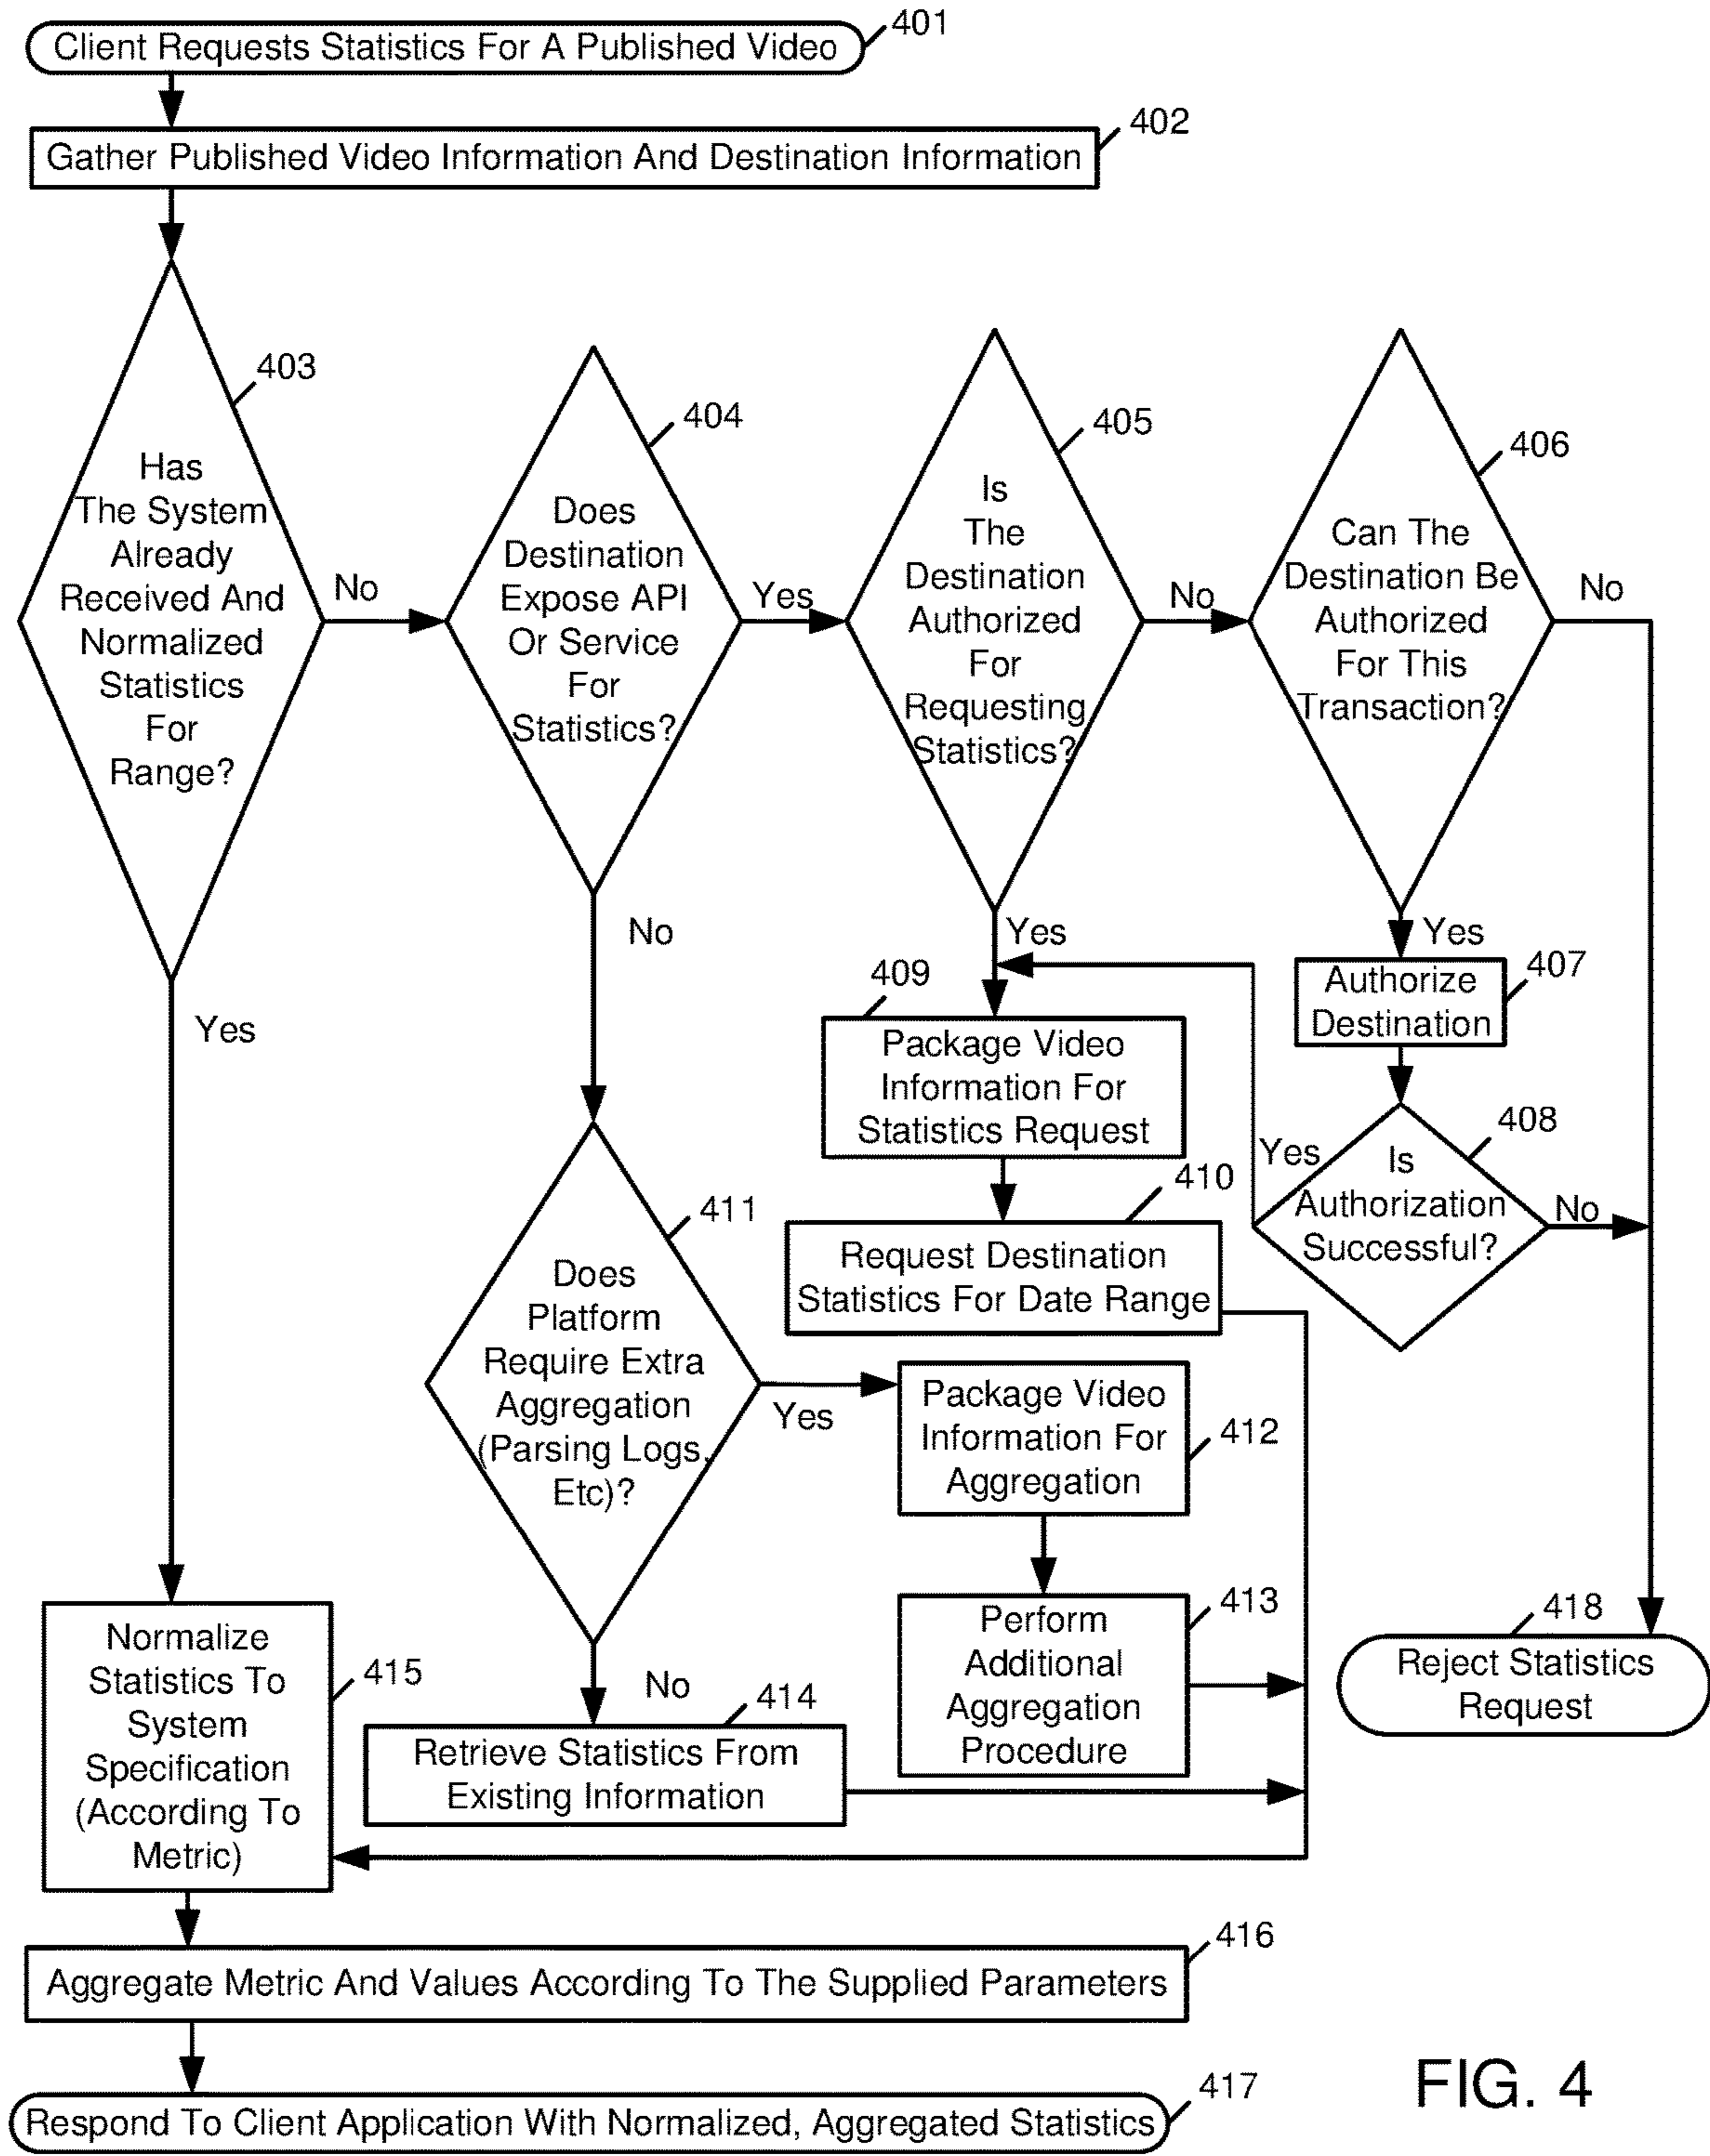 401
Client Requests Statistics For A Published Video
402
Gather Published Video Information And Destination Information
403
Has
The System
Already
Received And
Normalized
Statistics
For
Range?
No
Yes
404
Does
Destination
Expose API
Or Service
For
Statistics?
Yes
No
405
Is
The
Destination
Authorized
For
Requesting
Statistics?
No
Yes
406
Can The
Destination Be
Authorized
For This
Transaction?
No
Yes
407
Authorize
Destination
408
Is
Authorization
Successful?
Yes
No
409
Package Video
Information For
Statistics Request
410
Request Destination
Statistics For Date Range
411
Does
Platform
Require Extra
Aggregation
(Parsing Logs,
Etc)?
Yes
No
412
Package Video
Information For
Aggregation
413
Perform
Additional
Aggregation
Procedure
414
Retrieve Statistics From
Existing Information
415
Normalize
Statistics To
System
Specification
(According To
Metric)
418
Reject Statistics
Request
416
Aggregate Metric And Values According To The Supplied Parameters
417
Respond To Client Application With Normalized, Aggregated Statistics
FIG. 4